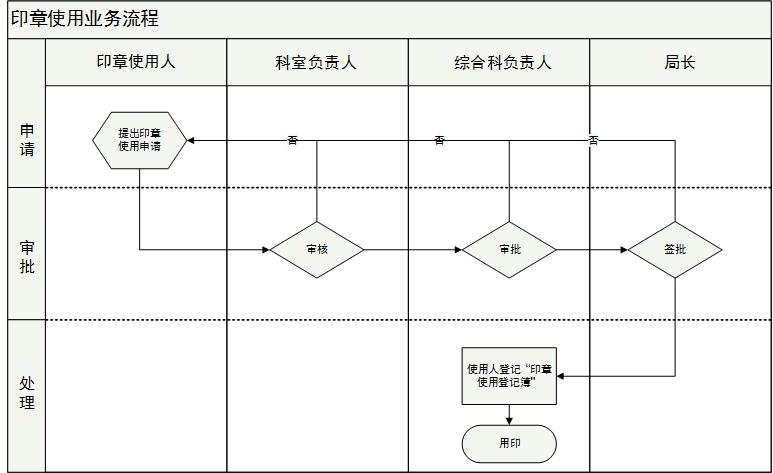 印章使用业务流程
印章使用人
科室负责人
综合科负责人
局长
申
请
提出印章
使用申请
否
否
否
审
批
审核
审批
签批
处
理
使用人登记“印章
使用登记簿”
用印